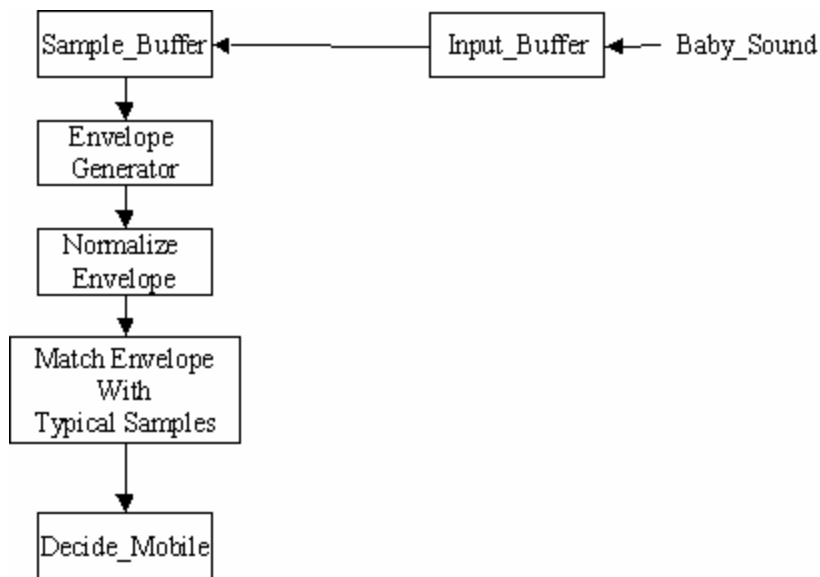 Sample_Buffer
Input_Buffer
Baby_Sound
Envelope
Generator
Normalize
Envelope
Match Envelope
With
Typical Samples
Decide_Mobile